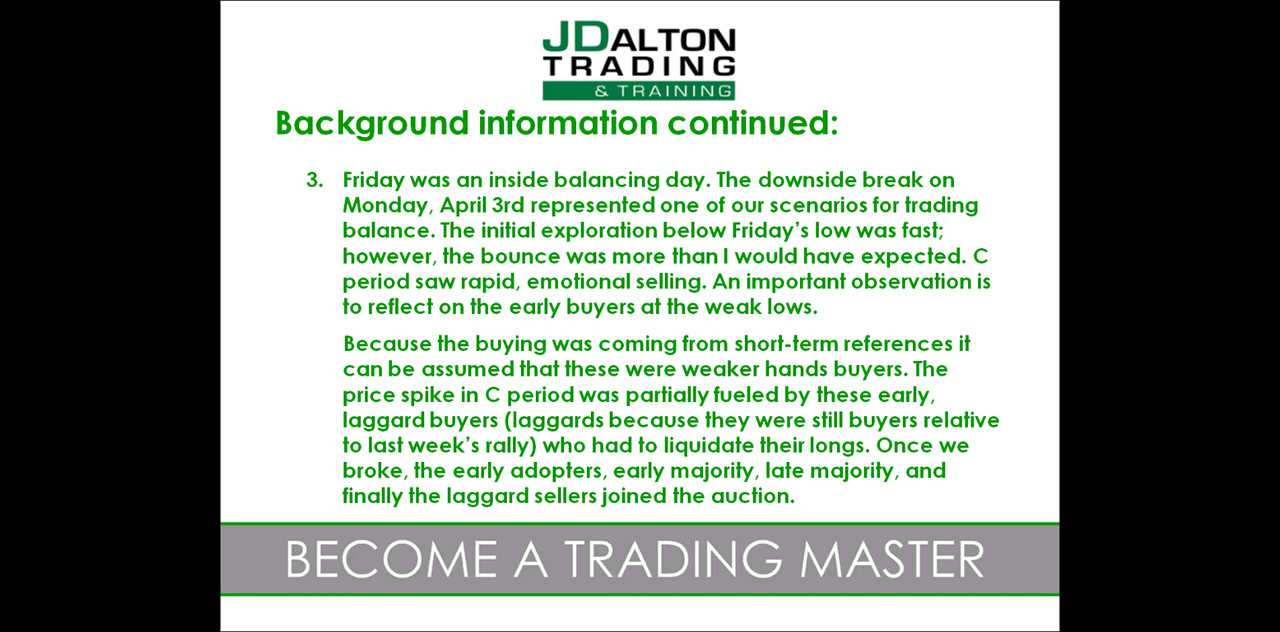 JDALTON
TRADING
& TRAINING
Background information continued:
3. Friday was an inside balancing day. The downside break on
Monday, April 3rd represented one of our scenarios for trading
balance. The initial exploration below Friday's low was fast;
however, the bounce was more than I would have expected. C
period saw rapid, emotional selling. An important observation is
to reflect on the early buyers at the weak lows.
Because the buying was coming from short-term references it
can be assumed that these were weaker hands buyers. The
price spike in C period was partially fueled by these early,
laggard buyers (laggards because they were still buyers relative
to last week's rally) who had to liquidate their longs. Once we
broke, the early adopters, early majority, late majority, and
finally the laggard sellers joined the auction.
BECOME A TRADING MASTER